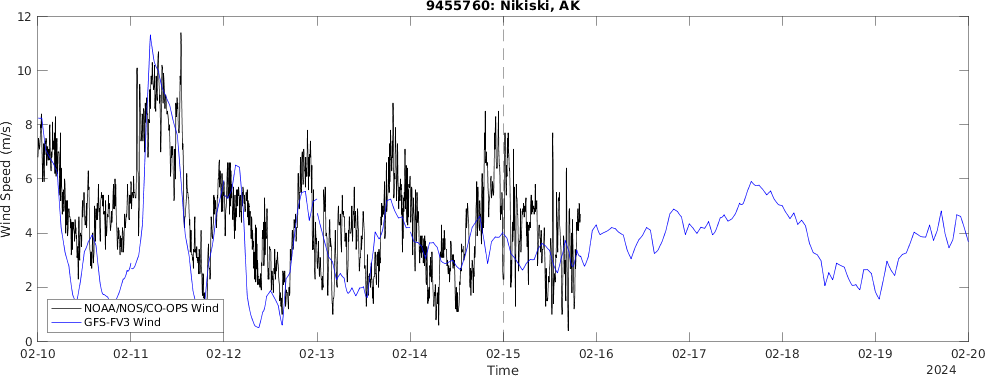 9455760: Nikiski, AK
Wind Speed (m/s)
12
10
8
6
4
2
0
NOAA/NOS/CO-OPS Wind
GFS-FV3 Wind
02-10 02-11 02-12 02-13 02-14 02-15 02-16 02-17 02-18 02-19 02-20
Time
2024